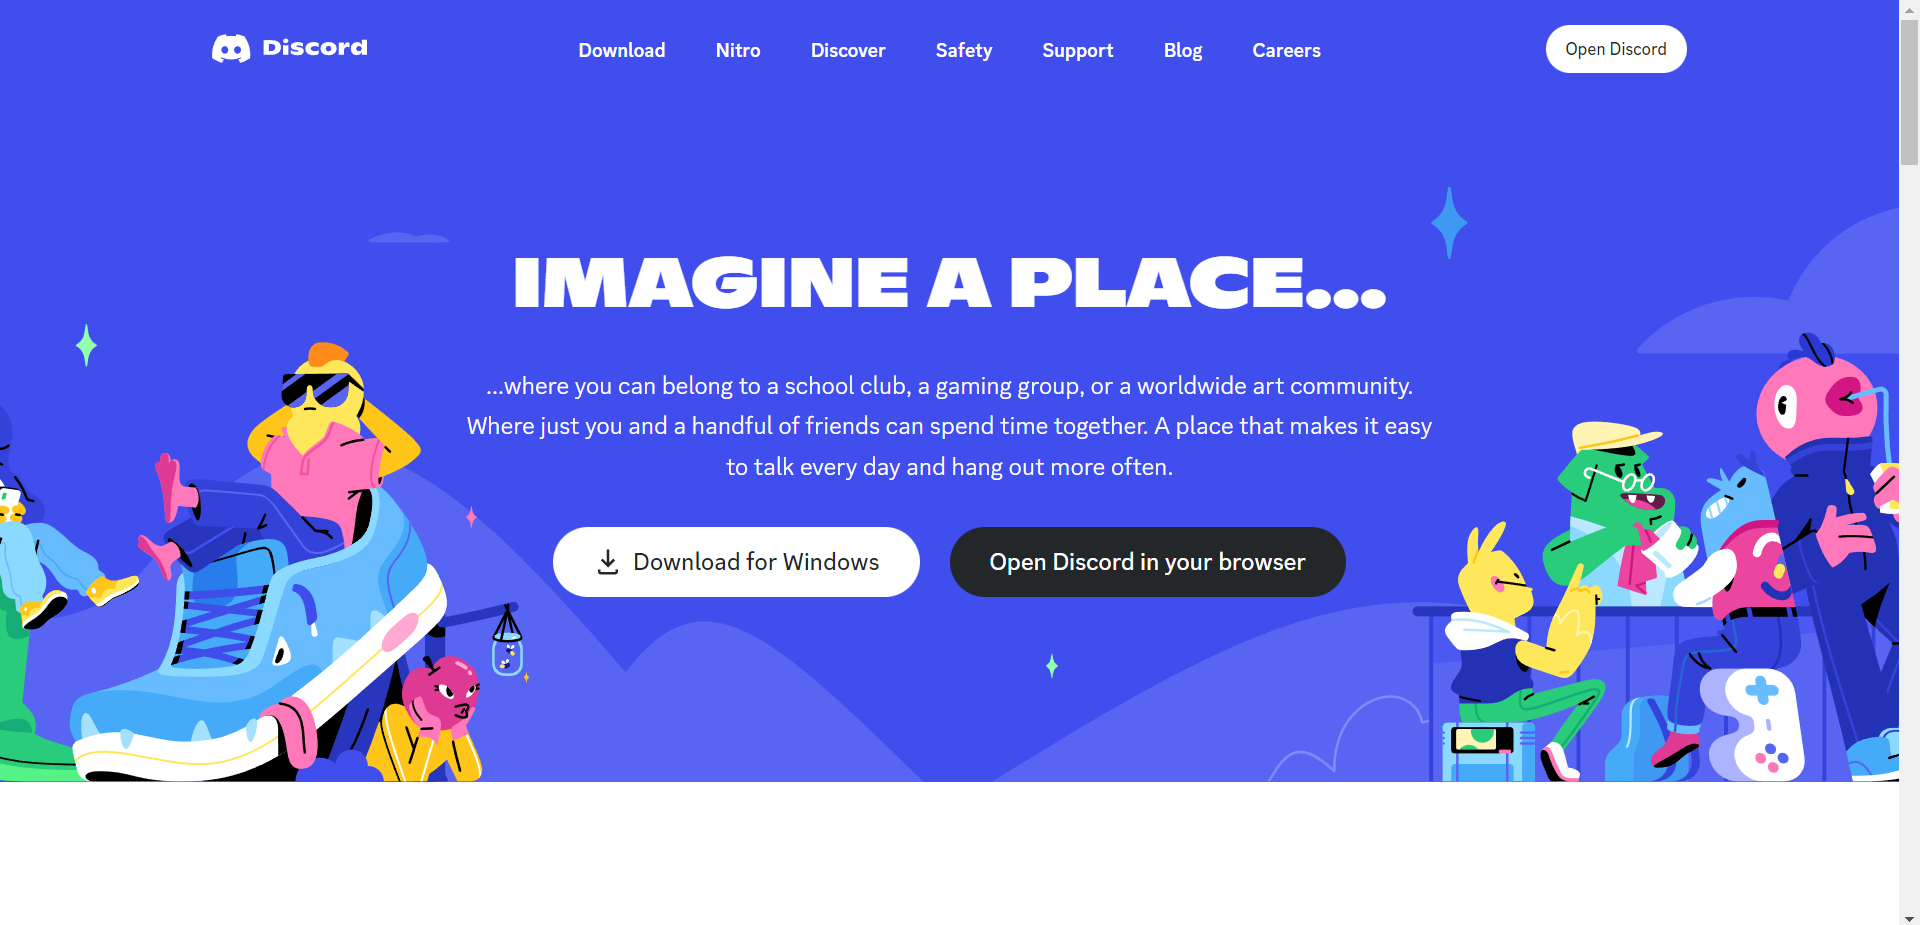 Discord
Download
Nitro
Discover
Safety
Support
Blog
Careers
Open Discord
IMAGINE A PLACE...
...where you can belong to a school club, a gaming group, or a worldwide art community.
Where just you and a handful of friends can spend time together. A place that makes it easy
to talk every day and hang out more often.
Download for Windows
Open Discord in your browser